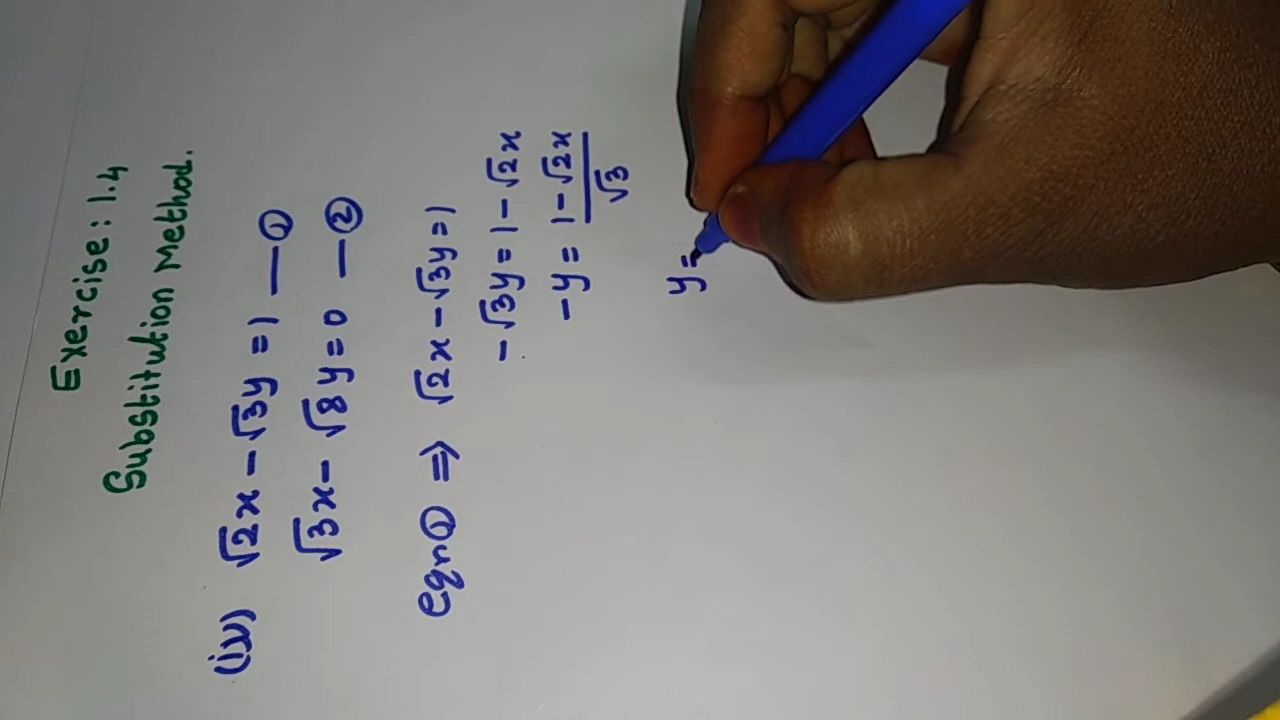 Exercise: 1.4
Substitution Method.
(iv) √2x - √3y = 1 — ①
√3x - √8y = 0 — ②
eqn① ⇒ √2x - √3y = 1
- √3y = 1 - √2x
- y = 1 - √2x
√3
y =